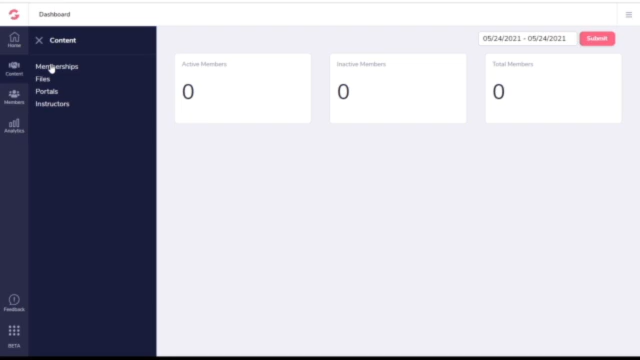 Dashboard
Home
Content
Members
Analytics
Feedback
BETA
Content
Memberships
Files
Portals
Instructors
05/24/2021 - 05/24/2021
Submit
Active Members
0
Inactive Members
0
Total Members
0